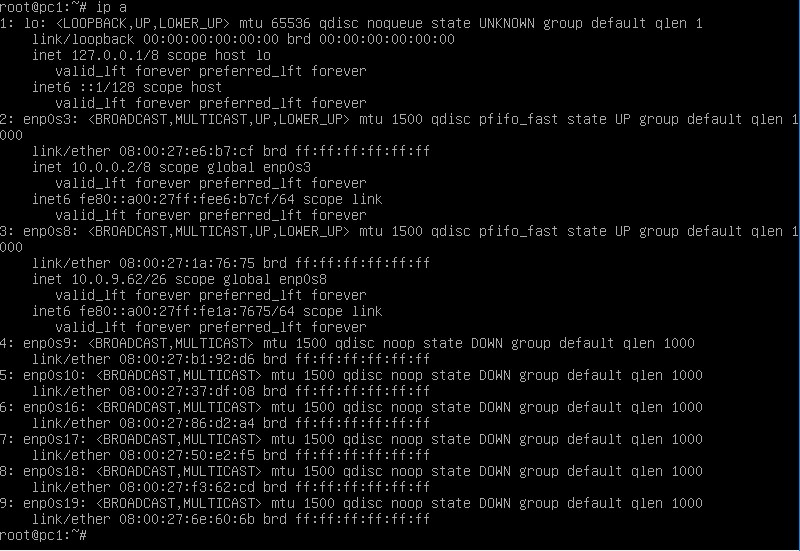 root@pc1:~# ip a
1: lo: <LOOPBACK,UP,LOWER_UP> mtu 65536 qdisc noqueue state UNKNOWN group default qlen 1
    link/loopback 00:00:00:00:00:00 brd 00:00:00:00:00:00
    inet 127.0.0.1/8 scope host lo
       valid_lft forever preferred_lft forever
    inet6 ::1/128 scope host
       valid_lft forever preferred_lft forever
2: enp0s3: <BROADCAST,MULTICAST,UP,LOWER_UP> mtu 1500 qdisc pfifo_fast state UP group default qlen 1
000
    link/ether 08:00:27:e6:b7:cf brd ff:ff:ff:ff:ff:ff
    inet 10.0.0.2/8 scope global enp0s3
       valid_lft forever preferred_lft forever
    inet6 fe80::a00:27ff:fee6:b7cf/64 scope link
       valid_lft forever preferred_lft forever
3: enp0s8: <BROADCAST,MULTICAST,UP,LOWER_UP> mtu 1500 qdisc pfifo_fast state UP group default qlen 1
000
    link/ether 08:00:27:1a:76:75 brd ff:ff:ff:ff:ff:ff
    inet 10.0.9.62/26 scope global enp0s8
       valid_lft forever preferred_lft forever
    inet6 fe80::a00:27ff:fe1a:7675/64 scope link
       valid_lft forever preferred_lft forever
4: enp0s9: <BROADCAST,MULTICAST> mtu 1500 qdisc noop state DOWN group default qlen 1000
    link/ether 08:00:27:b1:92:d6 brd ff:ff:ff:ff:ff:ff
5: enp0s10: <BROADCAST,MULTICAST> mtu 1500 qdisc noop state DOWN group default qlen 1000
    link/ether 08:00:27:37:df:08 brd ff:ff:ff:ff:ff:ff
6: enp0s16: <BROADCAST,MULTICAST> mtu 1500 qdisc noop state DOWN group default qlen 1000
    link/ether 08:00:27:86:d2:a4 brd ff:ff:ff:ff:ff:ff
7: enp0s17: <BROADCAST,MULTICAST> mtu 1500 qdisc noop state DOWN group default qlen 1000
    link/ether 08:00:27:50:e2:f5 brd ff:ff:ff:ff:ff:ff
8: enp0s18: <BROADCAST,MULTICAST> mtu 1500 qdisc noop state DOWN group default qlen 1000
    link/ether 08:00:27:f3:62:cd brd ff:ff:ff:ff:ff:ff
9: enp0s19: <BROADCAST,MULTICAST> mtu 1500 qdisc noop state DOWN group default qlen 1000
    link/ether 08:00:27:6e:60:6b brd ff:ff:ff:ff:ff:ff
root@pc1:~#